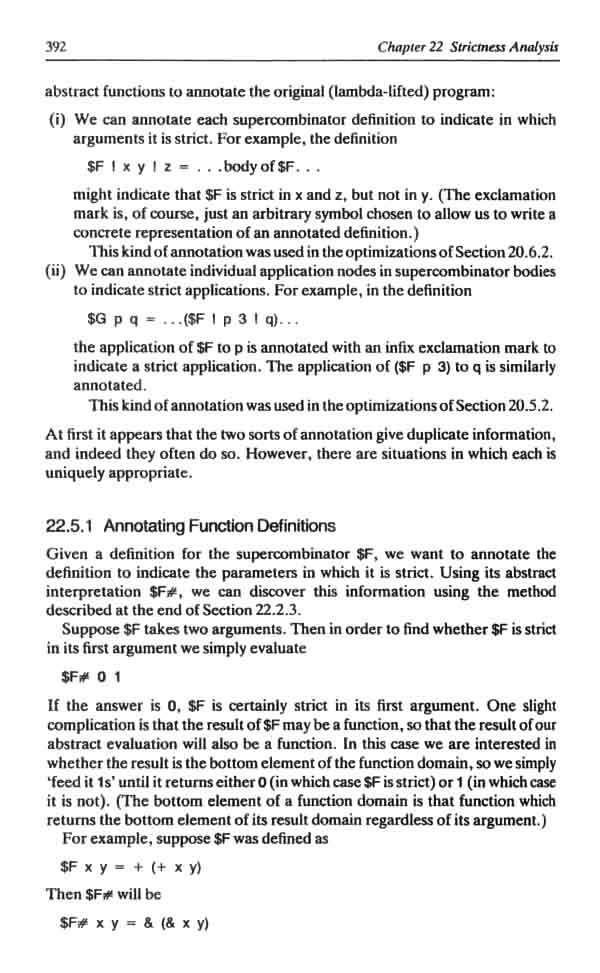 392 Chapter 22 Strictness Analysis
abstract functions to annotate the original (lambda-lifted) program:
(i) We can annotate each supercombinator definition to indicate in which
arguments it is strict. For example, the definition
$F ! x y ! z = . . .body of $F. . .
might indicate that $F is strict in x and z, but not in y. (The exclamation
mark is, of course, just an arbitrary symbol chosen to allow us to write a
concrete representation of an annotated definition.)
This kind of annotation was used in the optimizations of Section 20.6.2.
(ii) We can annotate individual application nodes in supercombinator bodies
to indicate strict applications. For example, in the definition
$G p q = ...($F ! p 3 ! q)...
the application of $F to p is annotated with an infix exclamation mark to
indicate a strict application. The application of ($F p 3) to q is similarly
annotated.
This kind of annotation was used in the optimizations of Section 20.5.2.
At first it appears that the two sorts of annotation give duplicate information,
and indeed they often do so. However, there are situations in which each is
uniquely appropriate.
22.5.1 Annotating Function Definitions
Given a definition for the supercombinator $F, we want to annotate the
definition to indicate the parameters in which it is strict. Using its abstract
interpretation $F#, we can discover this information using the method
described at the end of Section 22.2.3.
Suppose $F takes two arguments. Then in order to find whether $F is strict
in its first argument we simply evaluate
$F# 0 1
If the answer is 0, $F is certainly strict in its first argument. One slight
complication is that the result of $F may be a function, so that the result of our
abstract evaluation will also be a function. In this case we are interested in
whether the result is the bottom element of the function domain, so we simply
‘feed it 1s’ until it returns either 0 (in which case $F is strict) or 1 (in which case
it is not). (The bottom element of a function domain is that function which
returns the bottom element of its result domain regardless of its argument.)
For example, suppose $F was defined as
$F x y = + (+ x y)
Then $F# will be
$F# x y = & (& x y)